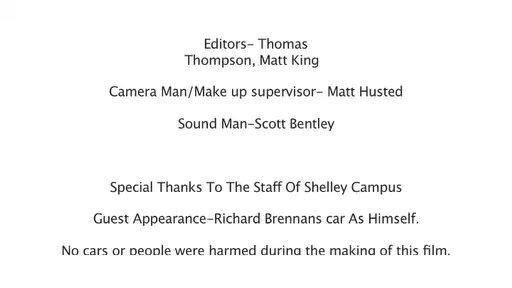 Editors- Thomas
Thompson, Matt King
Camera Man/Make up supervisor- Matt Husted
Sound Man-Scott Bentley
Special Thanks To The Staff Of Shelley Campus
Guest Appearance-Richard Brennans car As Himself.
No cars or people were harmed during the making of this film.